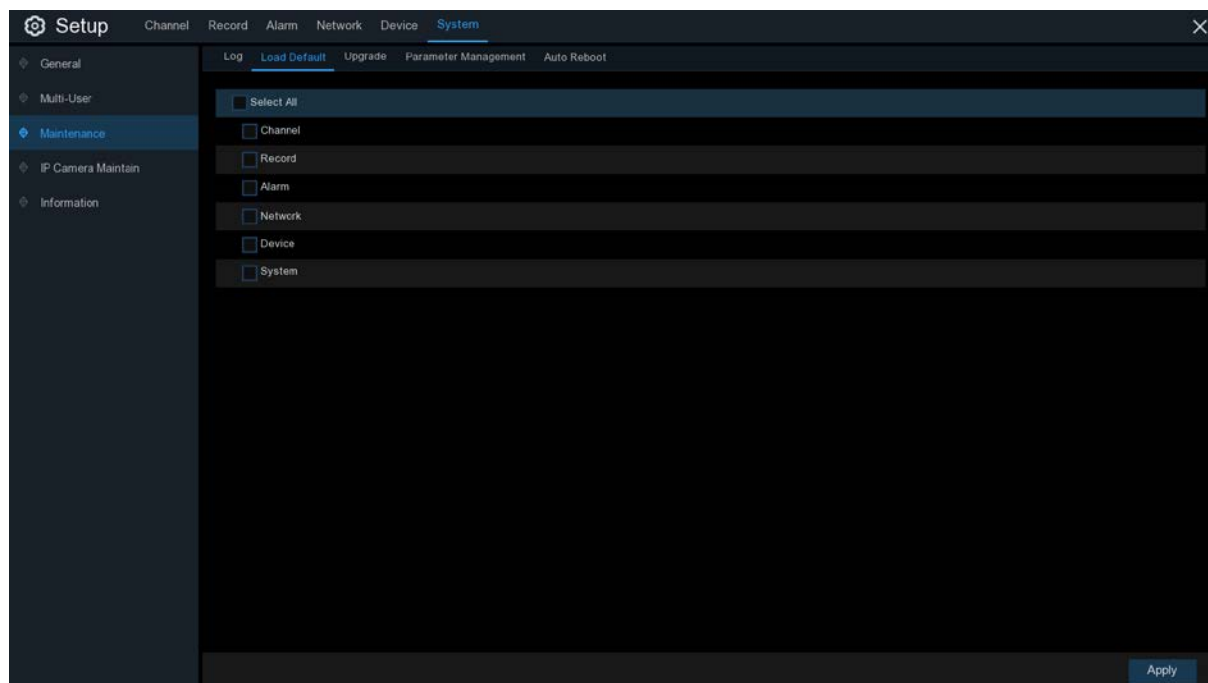 Setup Channel Record Alarm Network Device System
General
Multi-User
Maintenance
IP Camera Maintain
Information
Log Load Default Upgrade Parameter Management Auto Reboot
Select All
Channel
Record
Alarm
Network
Device
System
Apply